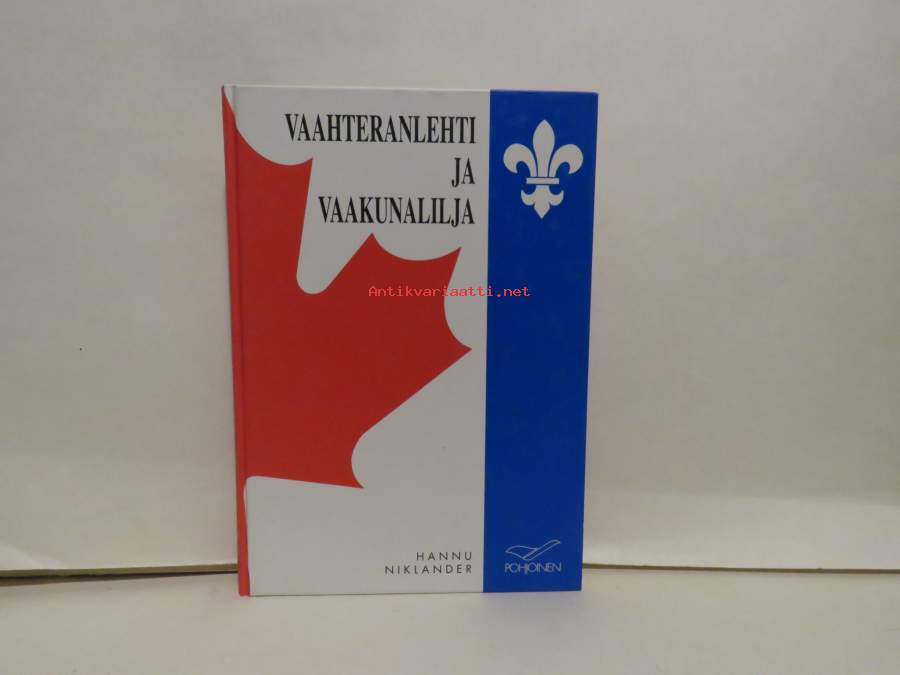 VAAHTERANLEHTI
JA
VAAKUNALILJA
Antikvariaatti.net
HANNU
NIKLANDER
POHJOINEN